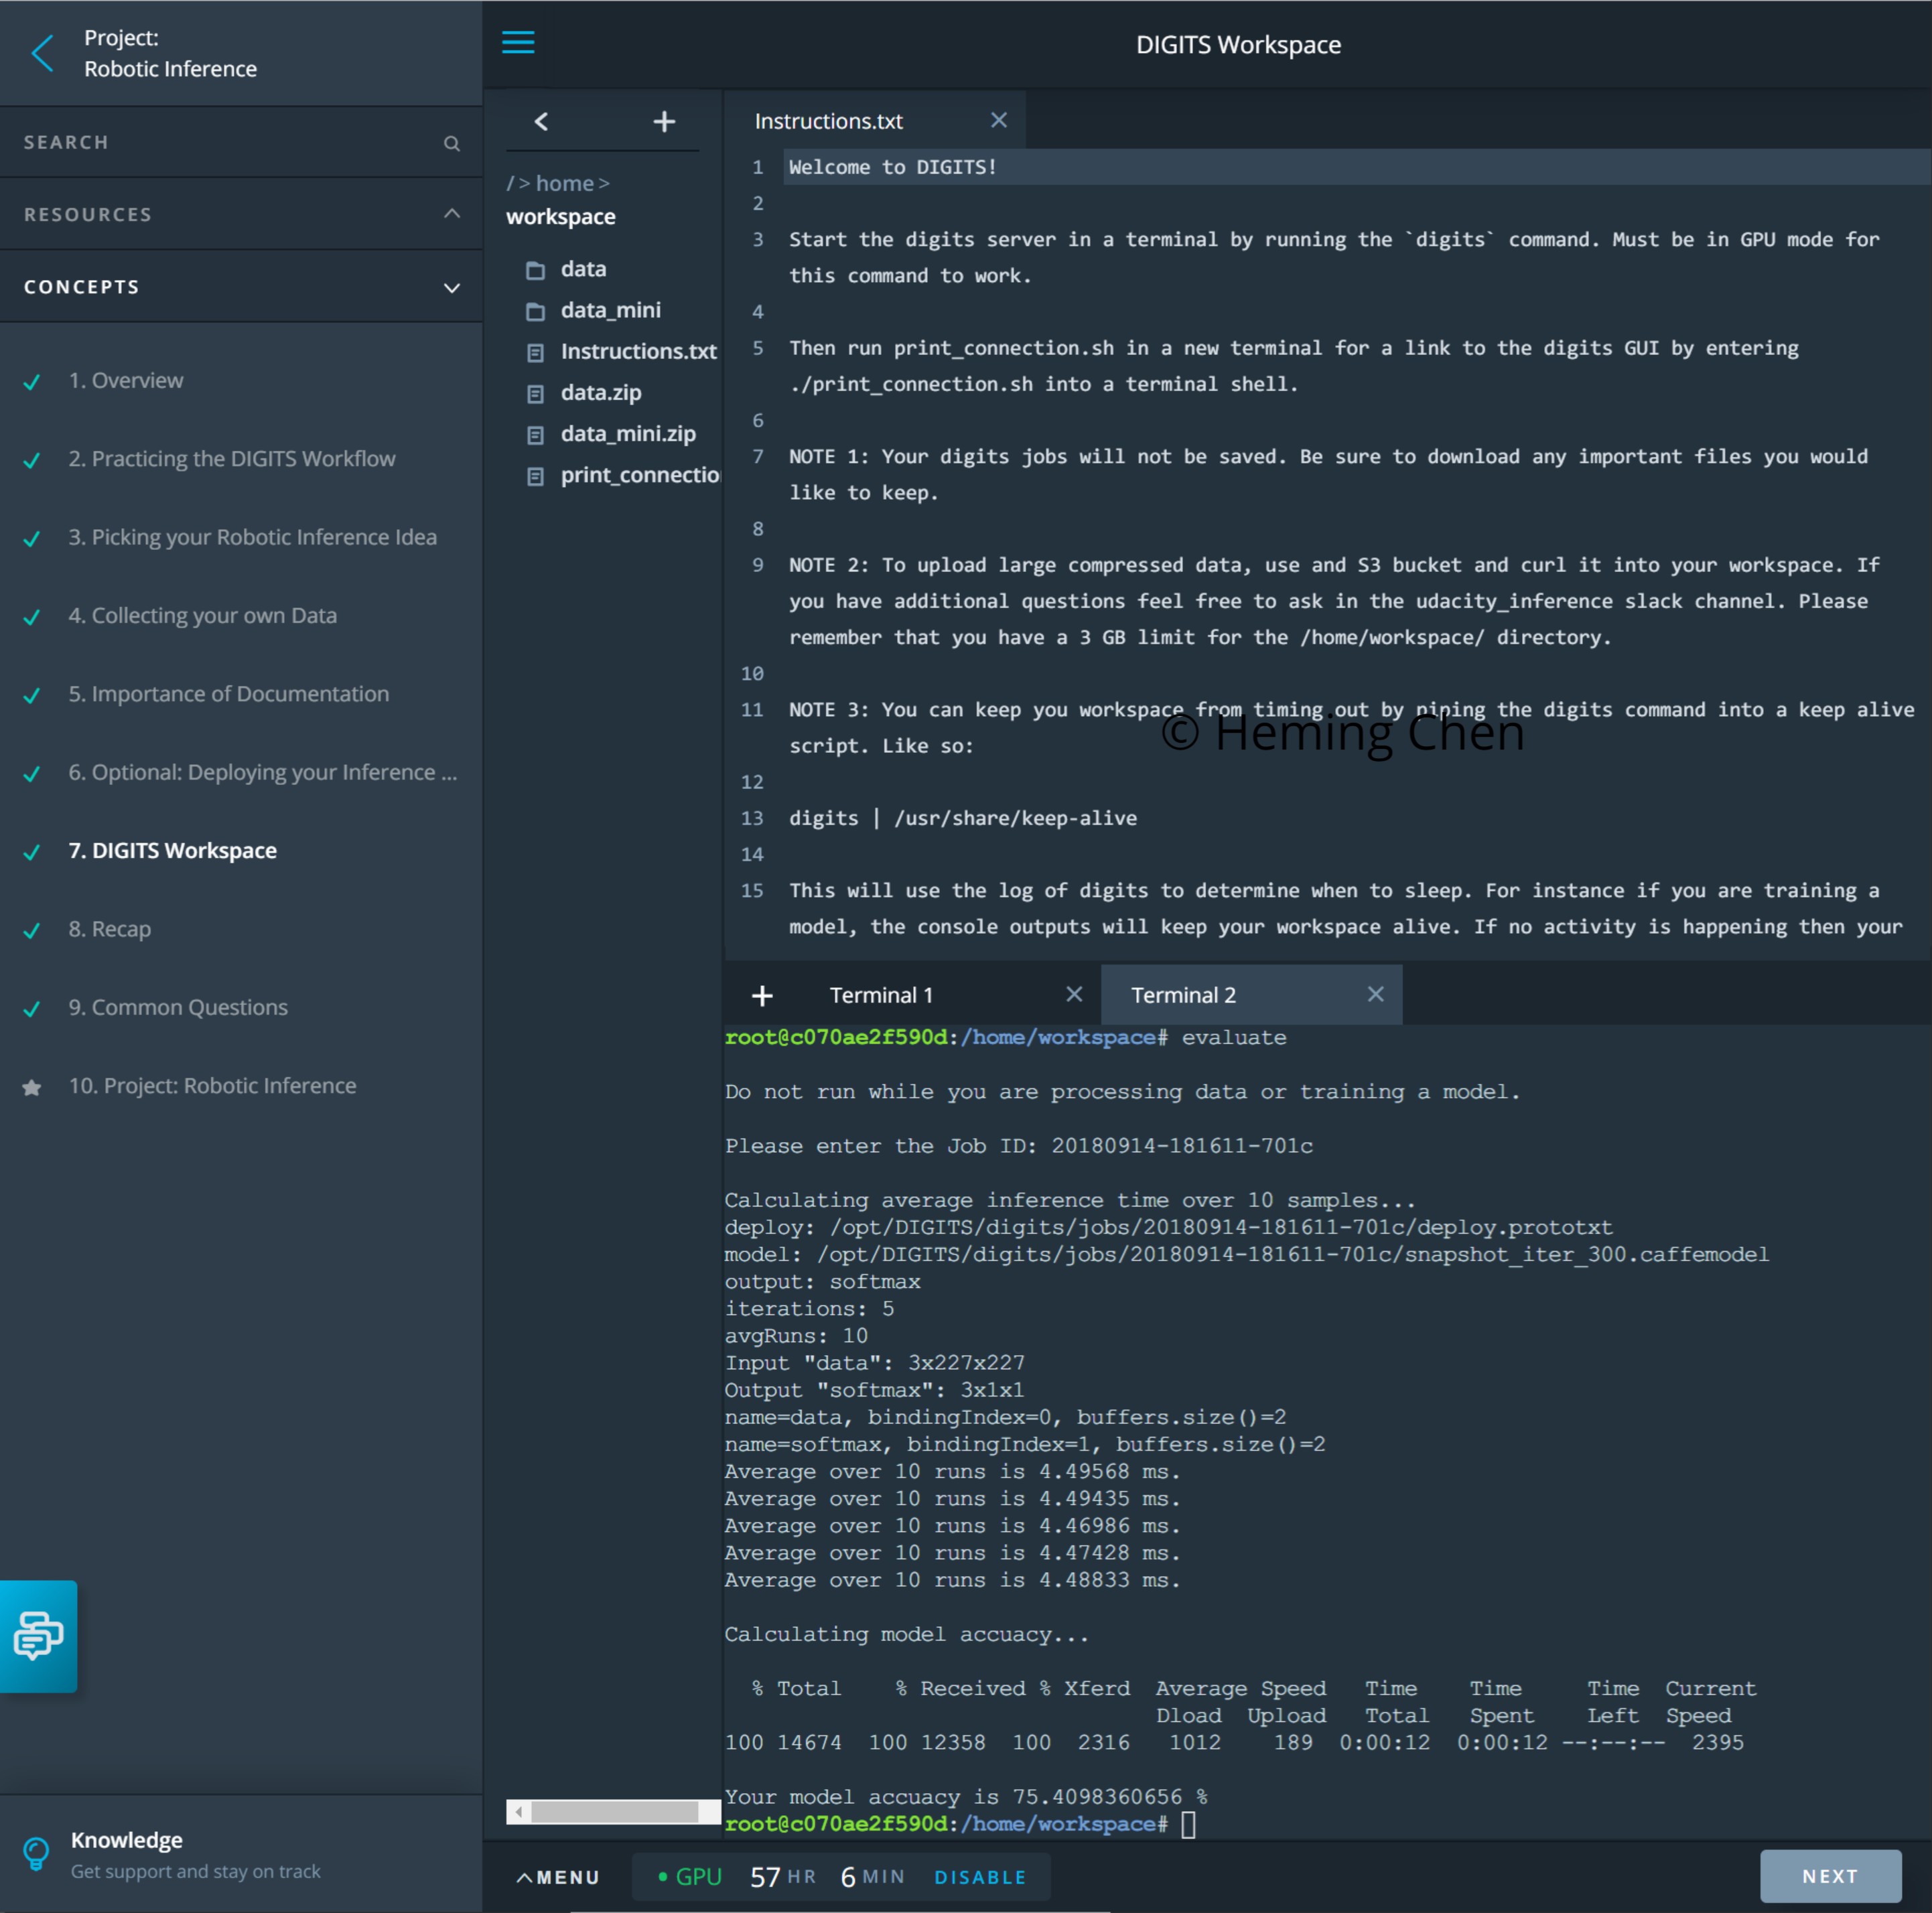 Project:
Robotic Inference
SEARCH
RESOURCES
CONCEPTS
1. Overview
2. Practicing the DIGITS Workflow
3. Picking your Robotic Inference Idea
4. Collecting your own Data
5. Importance of Documentation
6. Optional: Deploying your Inference ...
7. DIGITS Workspace
8. Recap
9. Common Questions
10. Project: Robotic Inference
Knowledge
Get support and stay on track
DIGITS Workspace
/ > home >
workspace
data
data_mini
Instructions.txt
data.zip
data_mini.zip
print_connectio
Instructions.txt
1 Welcome to DIGITS!
2
3 Start the digits server in a terminal by running the `digits` command. Must be in GPU mode for
this command to work.
4
5 Then run print_connection.sh in a new terminal for a link to the digits GUI by entering
./print_connection.sh into a terminal shell.
6
7 NOTE 1: Your digits jobs will not be saved. Be sure to download any important files you would
like to keep.
8
9 NOTE 2: To upload large compressed data, use and S3 bucket and curl it into your workspace. If
you have additional questions feel free to ask in the udacity_inference slack channel. Please
remember that you have a 3 GB limit for the /home/workspace/ directory.
10
11 NOTE 3: You can keep you workspace from timing out by piping the digits command into a keep alive
script. Like so:
© Heming Chen
12
13 digits | /usr/share/keep-alive
14
15 This will use the log of digits to determine when to sleep. For instance if you are training a
model, the console outputs will keep your workspace alive. If no activity is happening then your
Terminal 1
Terminal 2
root@c070ae2f590d:/home/workspace# evaluate
Do not run while you are processing data or training a model.
Please enter the Job ID: 20180914-181611-701c
Calculating average inference time over 10 samples...
deploy: /opt/DIGITS/digits/jobs/20180914-181611-701c/deploy.prototxt
model: /opt/DIGITS/digits/jobs/20180914-181611-701c/snapshot_iter_300.caffemodel
output: softmax
iterations: 5
avgRuns: 10
Input "data": 3x227x227
Output "softmax": 3x1x1
name=data, bindingIndex=0, buffers.size()=2
name=softmax, bindingIndex=1, buffers.size()=2
Average over 10 runs is 4.49568 ms.
Average over 10 runs is 4.49435 ms.
Average over 10 runs is 4.46986 ms.
Average over 10 runs is 4.47428 ms.
Average over 10 runs is 4.48833 ms.
Calculating model accuacy...
% Total % Received % Xferd Average Speed Time Time Time Current
Dload Upload Total Spent Left Speed
100 14674 100 12358 100 2316 1012 189 0:00:12 0:00:12 --:--:-- 2395
Your model accuacy is 75.4098360656 %
root@c070ae2f590d:/home/workspace#
MENU
GPU 57 HR 6 MIN DISABLE
NEXT